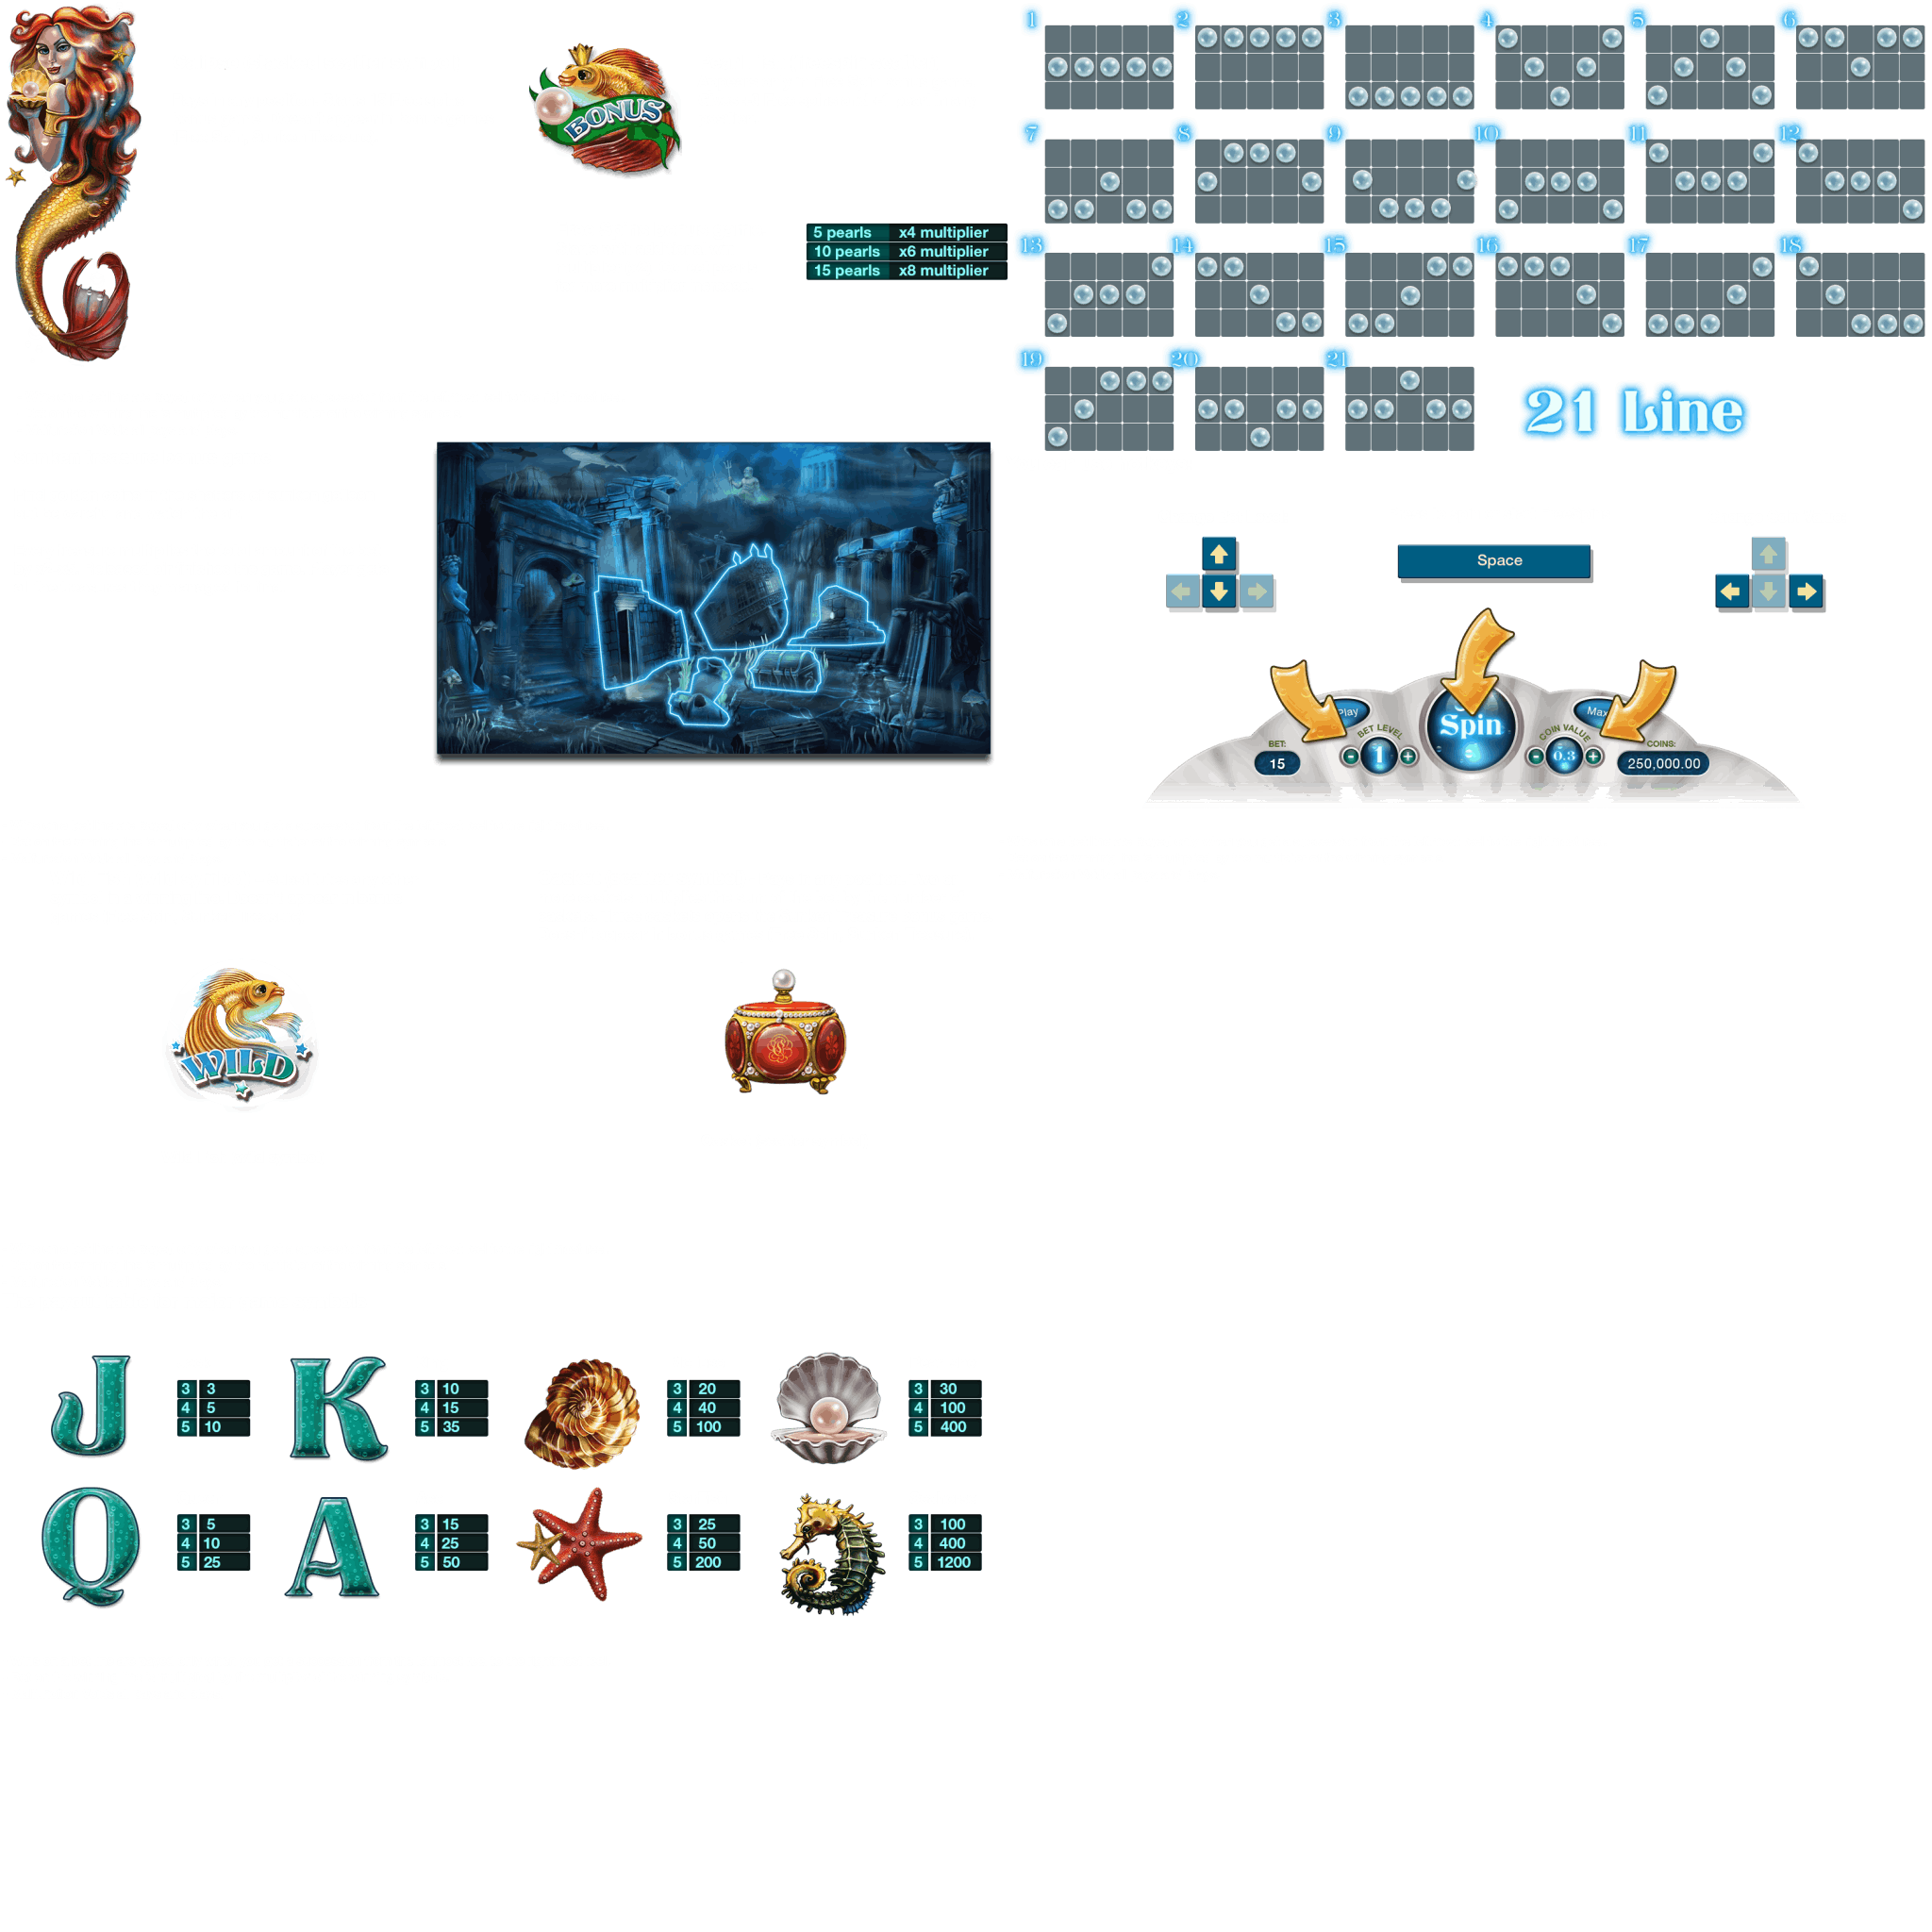 1 2 3 4 5 6
BONUS
7 8 9 10 11 12
5 pearls x4 multiplier
10 pearls x6 multiplier
15 pearls x8 multiplier
13 14 15 16 17 18
19 20 21
21 Line
Space
Play
Spin
Max
BET LEVEL
COIN VALUE
BET:
15
- 1 +
- 0.3 +
COINS:
250,000.00
WILD
J
3 3
4 5
5 10
K
3 10
4 15
5 35
3 20
4 40
5 100
3 30
4 100
5 400
Q
3 5
4 10
5 25
A
3 15
4 25
5 50
3 25
4 50
5 200
3 100
4 400
5 1200